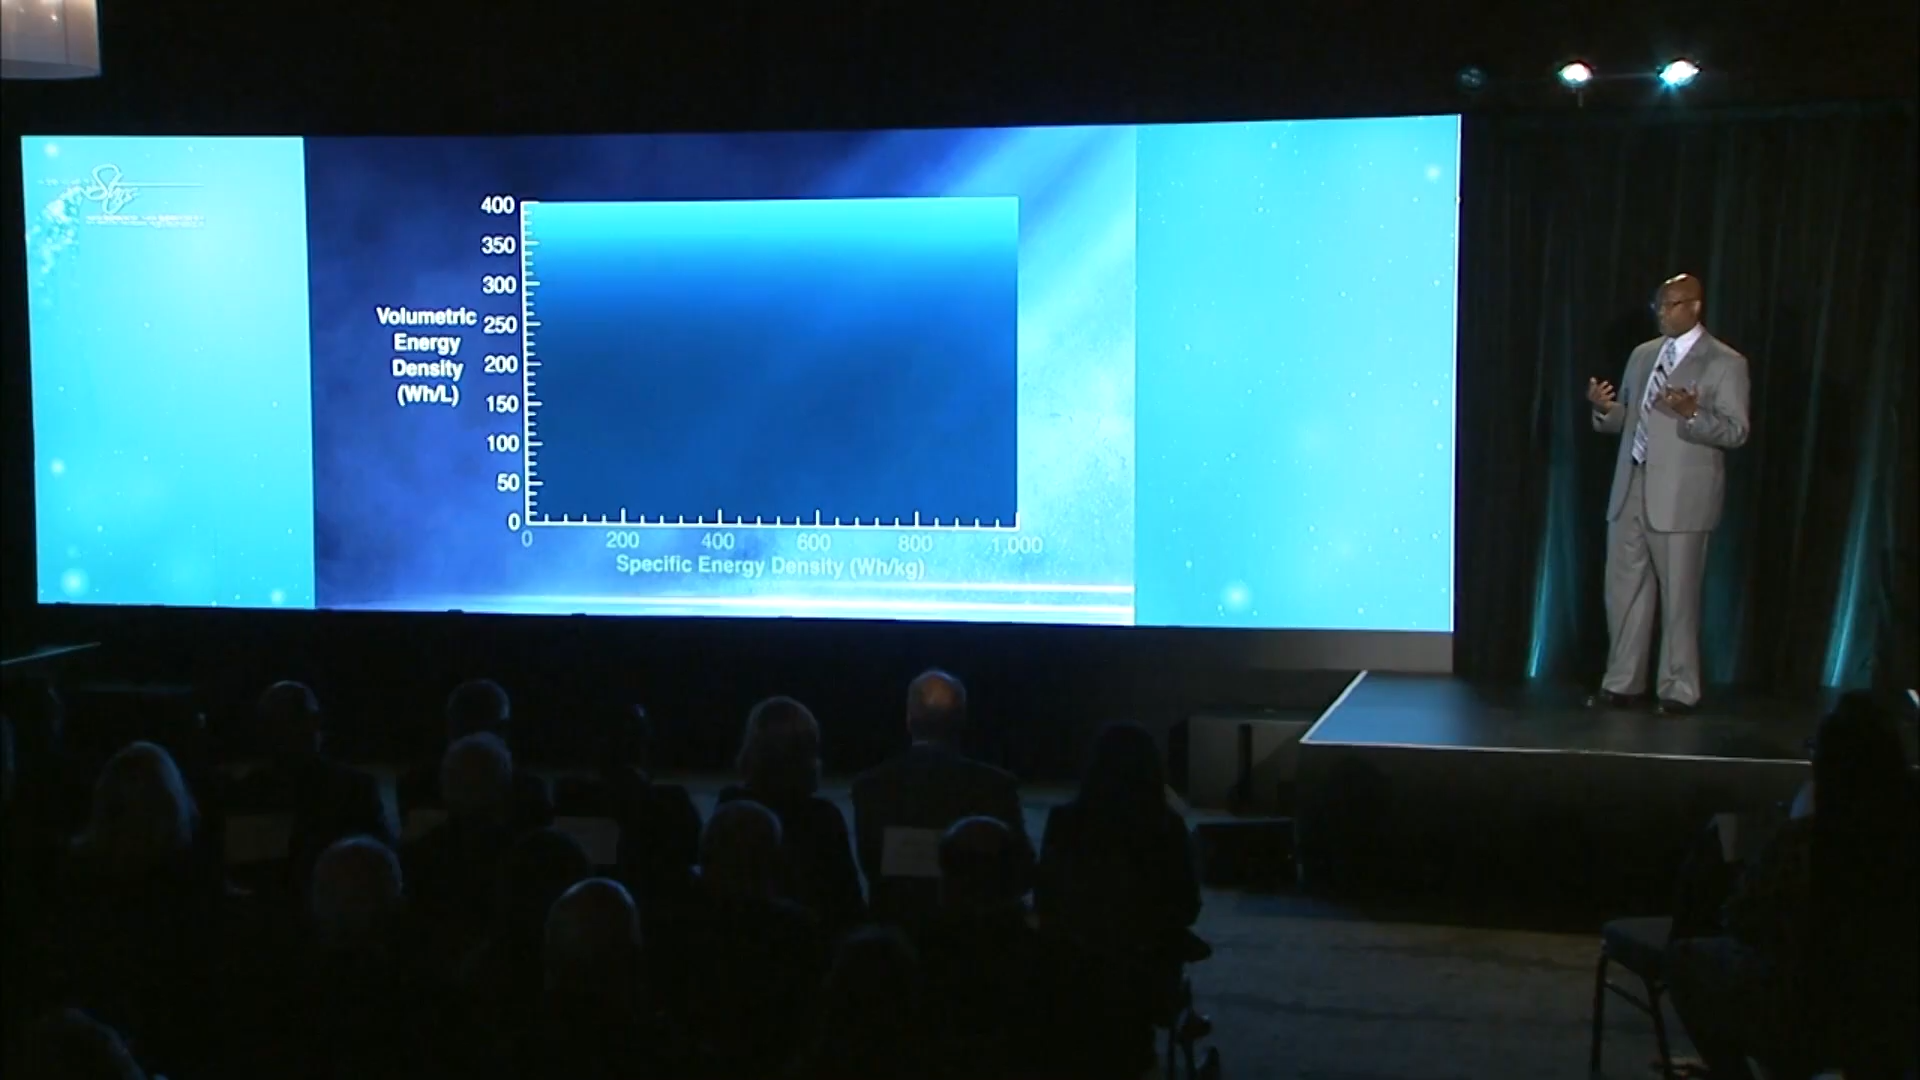 Stars
400
350
300
250
200
150
100
50
0
Volumetric
Energy
Density
(Wh/L)
0 200 400 600 800 1,000
Specific Energy Density (Wh/kg)